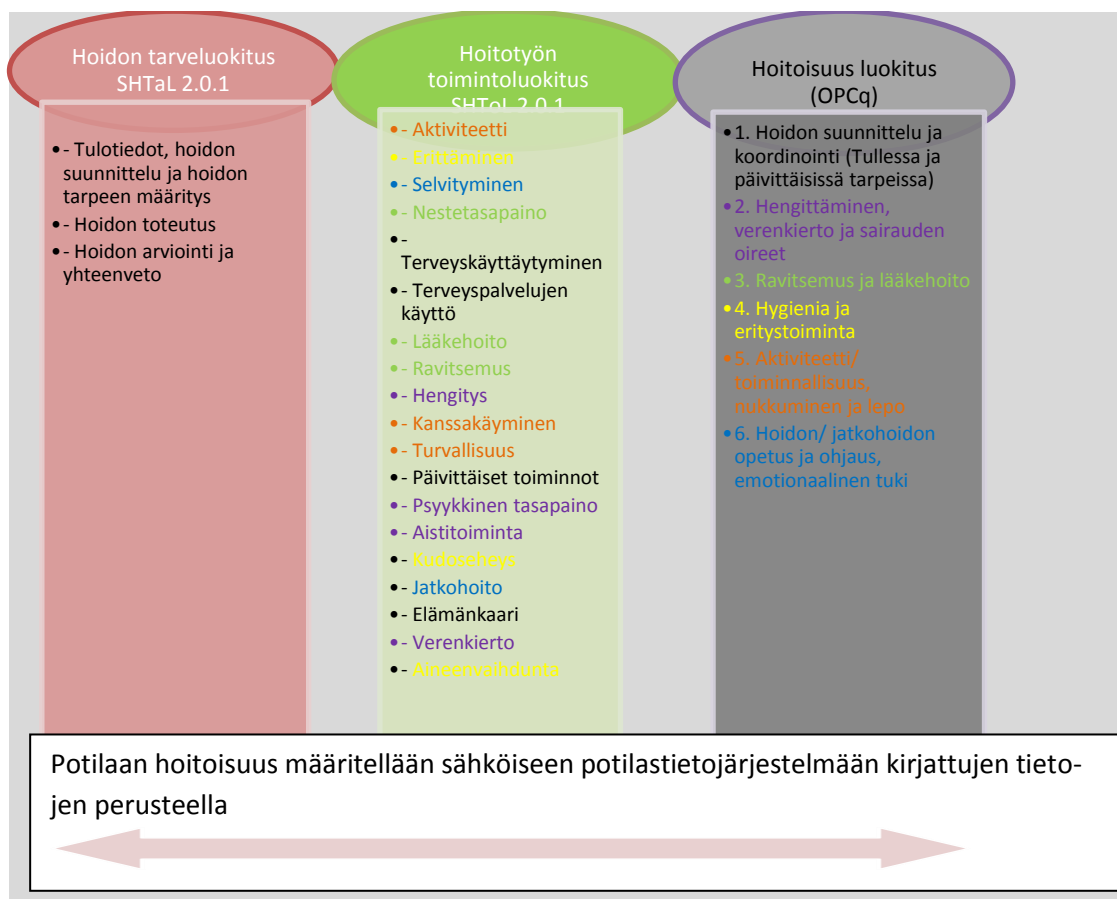 Hoidon tarveluokitus
SHTaL 2.0.1
•- Tulotiedot, hoidon
suunnittelu ja hoidon
tarpeen määritys
•- Hoidon toteutus
•- Hoidon arviointi ja
yhteenveto
Hoitotyön
toimintoluokitus
SHToL 2.0.1
•- Aktiviteetti
•- Erittäminen
•- Selvityminen
•- Nestetasapaino
•-
Terveyskäyttäytyminen
•- Terveyspalvelujen
käyttö
•- Lääkehoito
•- Ravitsemus
•- Hengitys
•- Kanssakäyminen
•- Turvallisuus
•- Päivittäiset toiminnot
•- Psyykkinen tasapaino
•- Aistitoiminta
•- Kudoseheys
•- Jatkohoito
•- Elämänkaari
•- Verenkierto
•- Aineenvaihdunta
Hoitoisuus luokitus
(OPCq)
•1. Hoidon suunnittelu ja
koordinointi (Tullessa ja
päivittäisissä tarpeissa)
•2. Hengittäminen,
verenkierto ja sairauden
oireet
•3. Ravitsemus ja lääkehoito
•4. Hygienia ja
eritystoiminta
•5. Aktiviteetti/
toiminnallisuus,
nukkuminen ja lepo
•6. Hoidon/ jatkohoidon
opetus ja ohjaus,
emotionaalinen tuki
Potilaan hoitoisuus määritellään sähköiseen potilastietojärjestelmään kirjattujen tieto-
jen perusteella